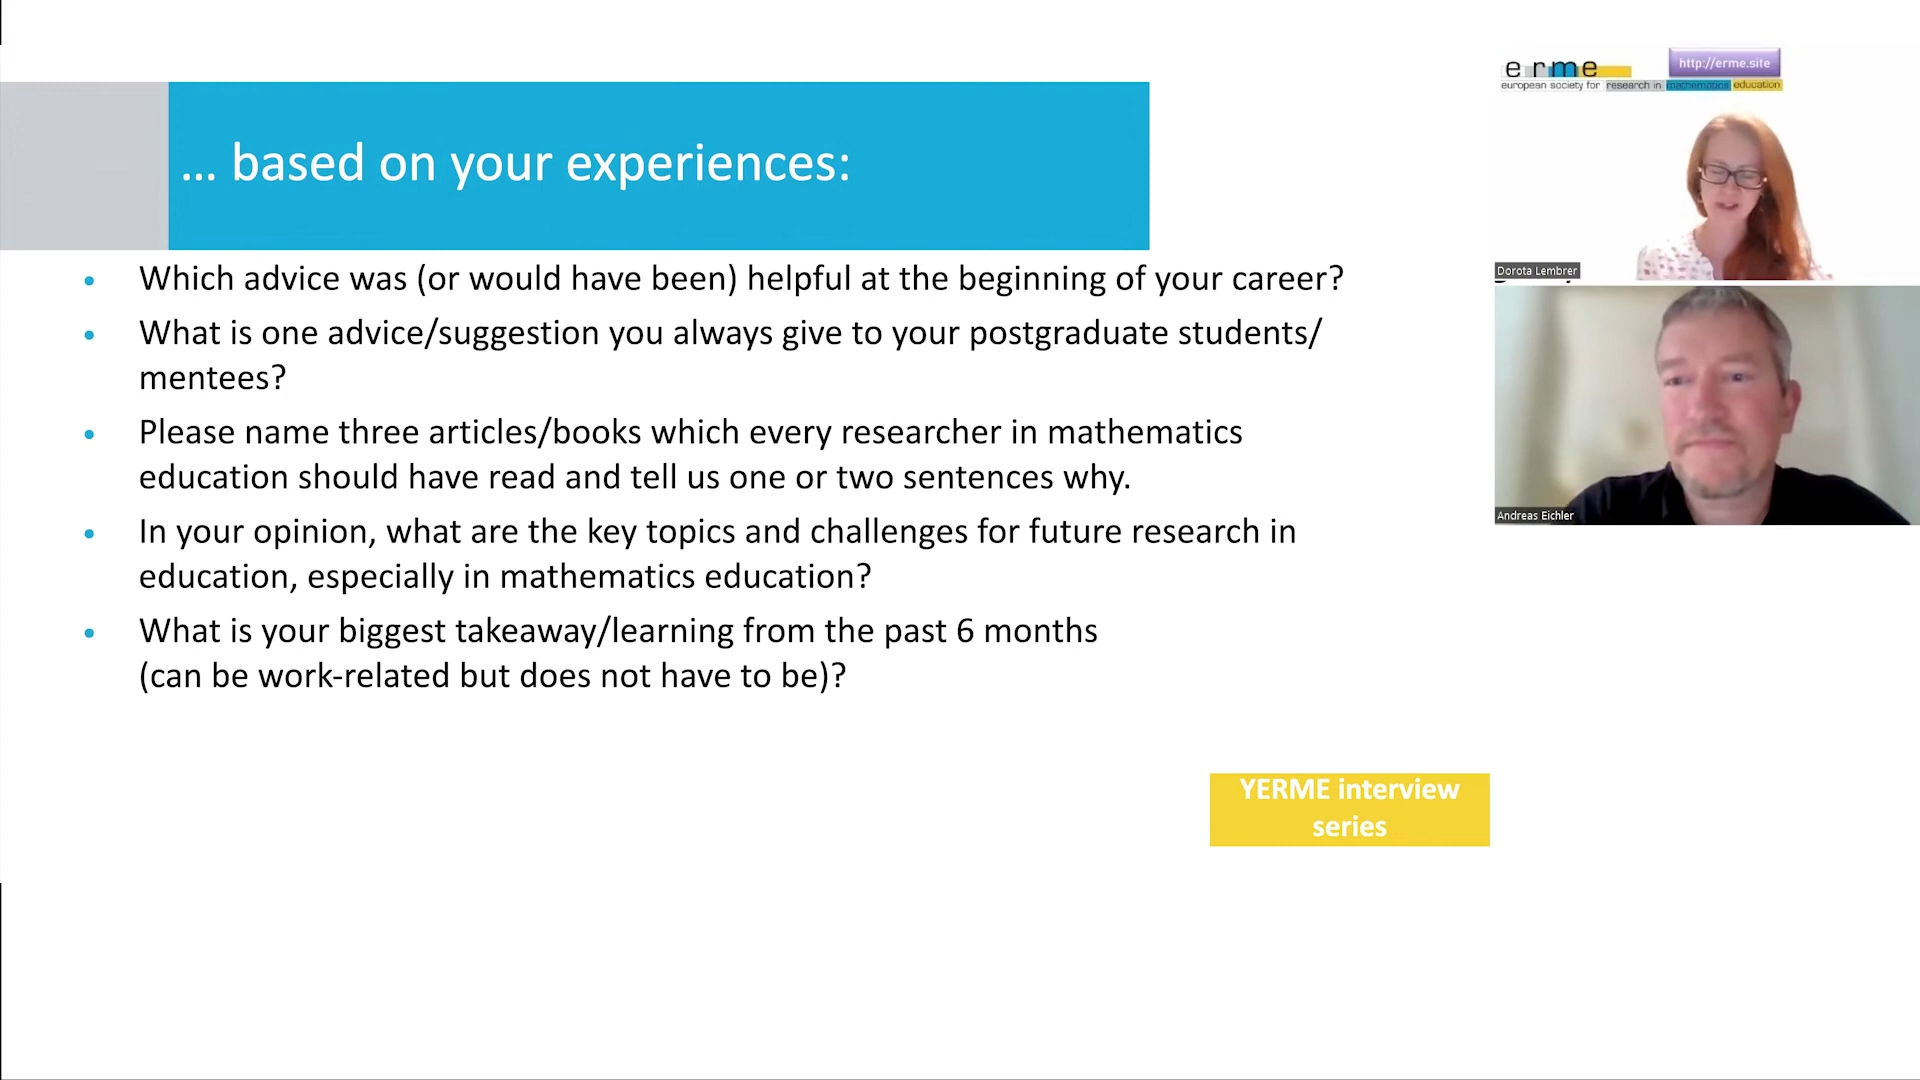 … based on your experiences:
• Which advice was (or would have been) helpful at the beginning of your career?
• What is one advice/suggestion you always give to your postgraduate students/
mentees?
• Please name three articles/books which every researcher in mathematics
education should have read and tell us one or two sentences why.
• In your opinion, what are the key topics and challenges for future research in
education, especially in mathematics education?
• What is your biggest takeaway/learning from the past 6 months
(can be work-related but does not have to be)?
YERME interview
series
erme
http://erme.site
european society for research in mathematics education
Dorota Lembrer
Andreas Eichler